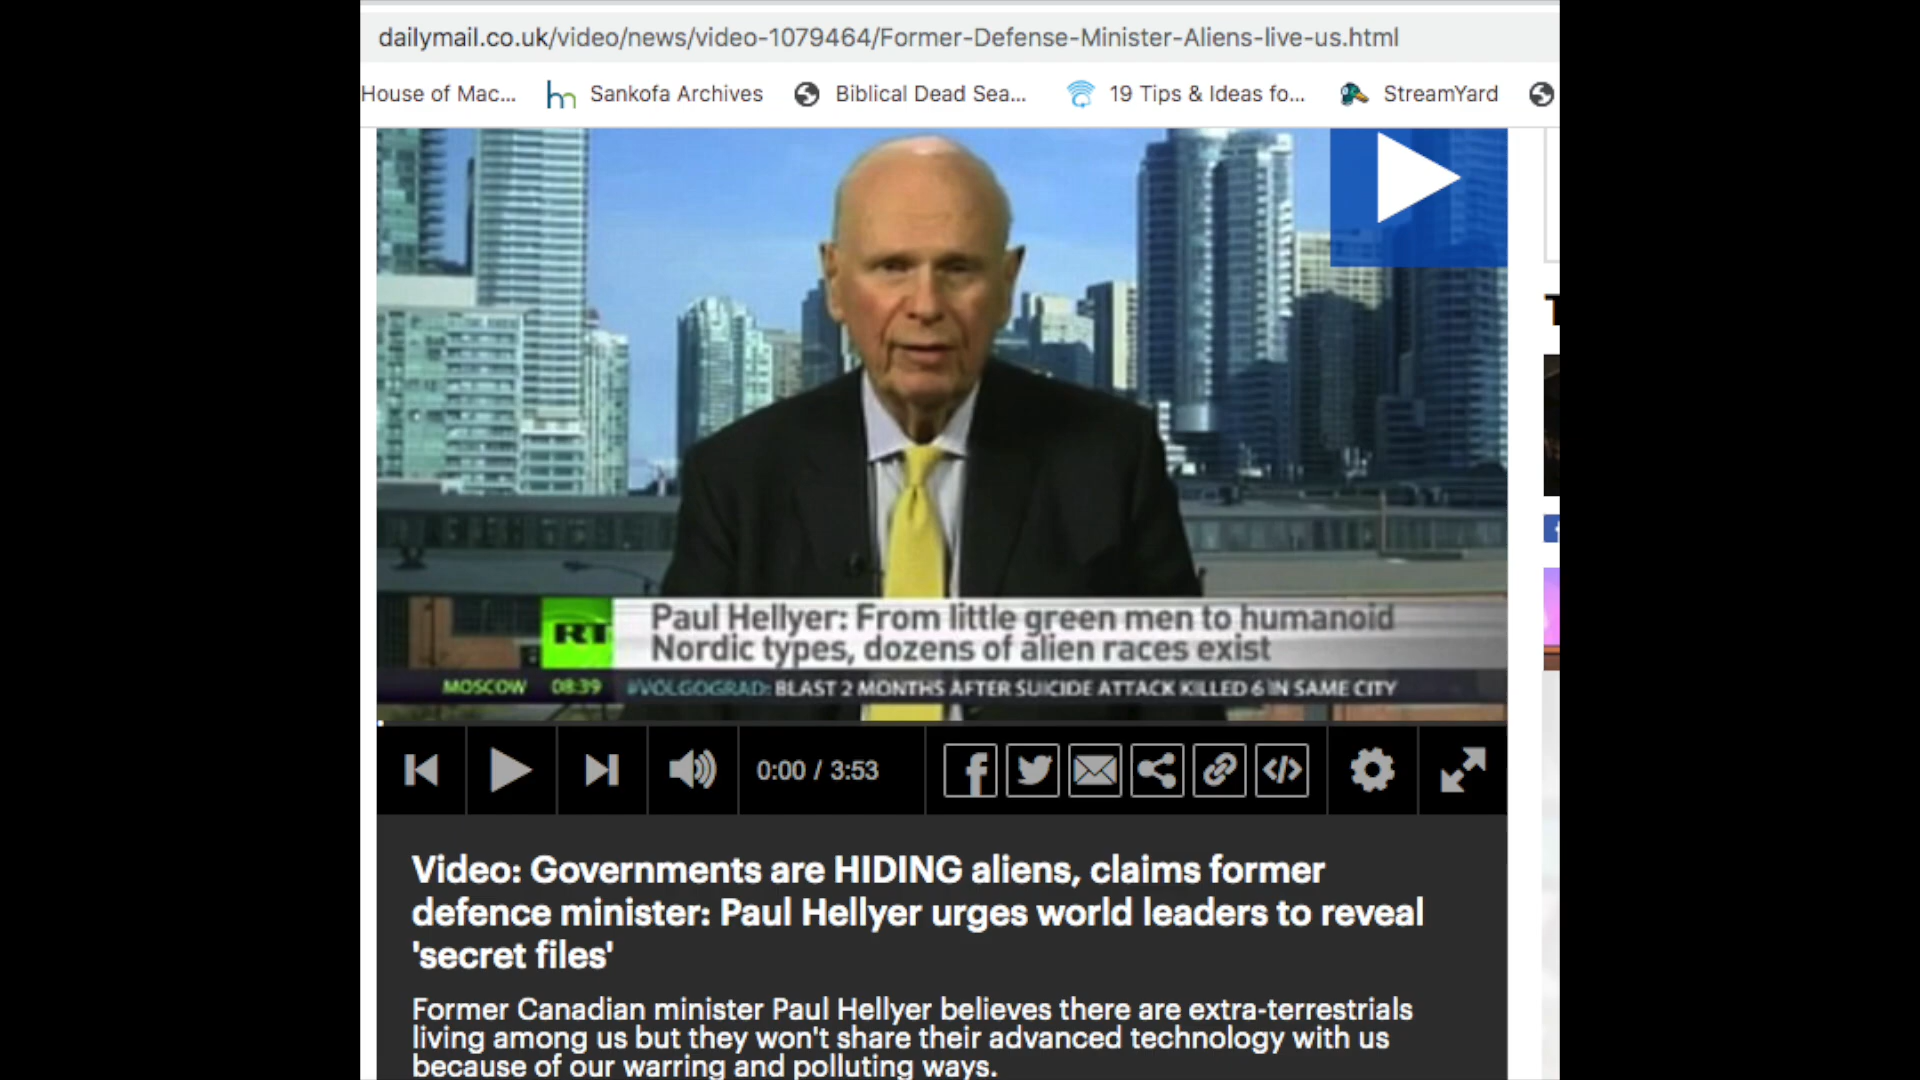 dailymail.co.uk/video/news/video-1079464/Former-Defense-Minister-Aliens-live-us.html
House of Mac... Sankofa Archives Biblical Dead Sea... 19 Tips & Ideas fo... StreamYard
RT
Paul Hellyer: From little green men to humanoid
Nordic types, dozens of alien races exist
MOSCOW 08:39 #VOLGOGRAD: BLAST 2 MONTHS AFTER SUICIDE ATTACK KILLED 6 IN SAME CITY
0:00 / 3:53
Video: Governments are HIDING aliens, claims former
defence minister: Paul Hellyer urges world leaders to reveal
'secret files'
Former Canadian minister Paul Hellyer believes there are extra-terrestrials
living among us but they won't share their advanced technology with us
because of our warring and polluting ways.